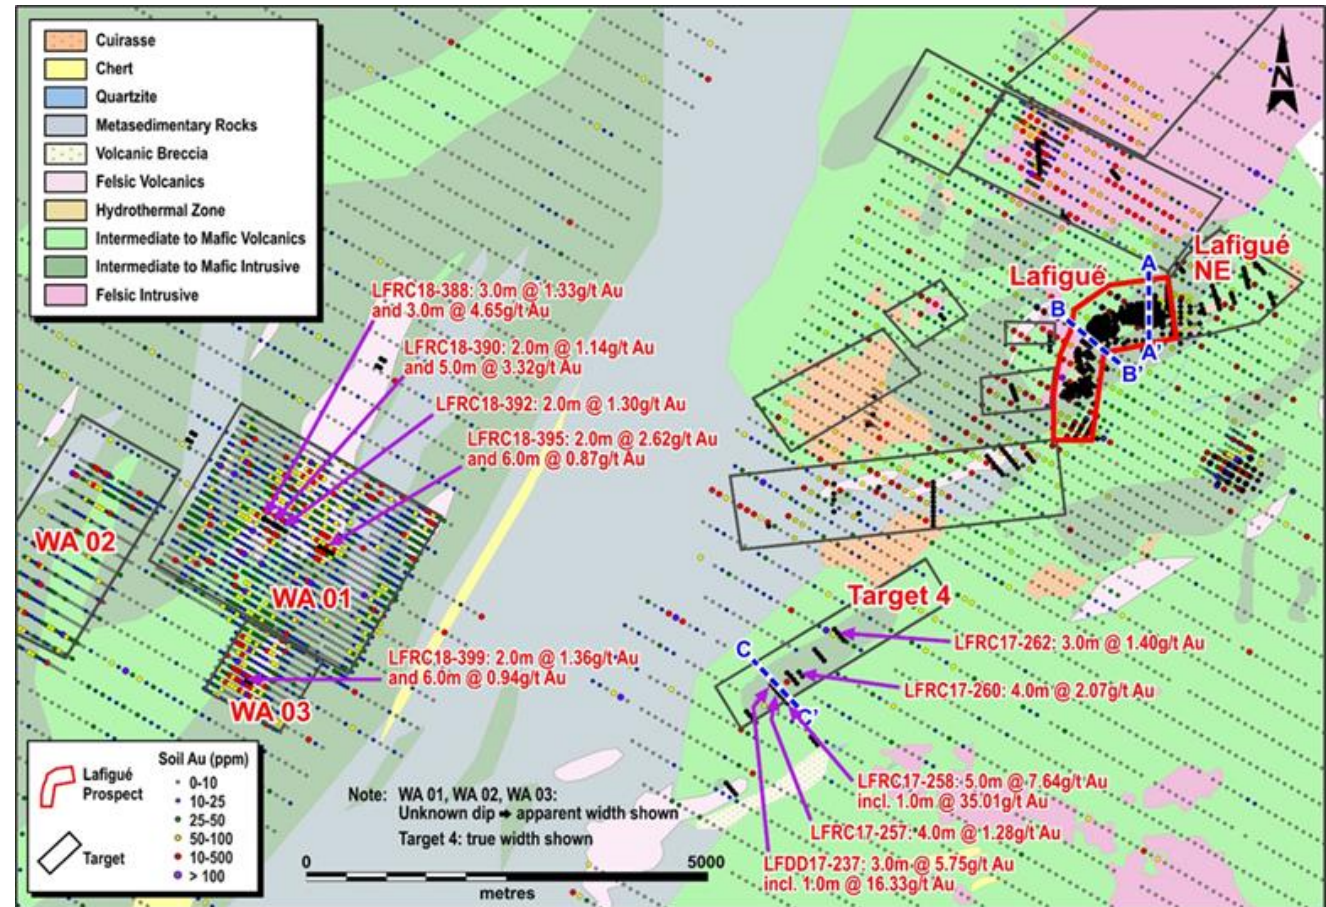 Cuirasse
Chert
Quartzite
Metasedimentary Rocks
Volcanic Breccia
Felsic Volcanics
Hydrothermal Zone
Intermediate to Mafic Volcanics
Intermediate to Mafic Intrusive
Felsic Intrusive
N
Lafigué
NE
Lafigué
A
A'
B
B'
LFRC18-388: 3.0m @ 1.33g/t Au
and 3.0m @ 4.65g/t Au
LFRC18-390: 2.0m @ 1.14g/t Au
and 5.0m @ 3.32g/t Au
LFRC18-392: 2.0m @ 1.30g/t Au
LFRC18-395: 2.0m @ 2.62g/t Au
and 6.0m @ 0.87g/t Au
WA 02
WA 01
LFRC18-399: 2.0m @ 1.36g/t Au
and 6.0m @ 0.94g/t Au
WA 03
Target 4
C
C'
LFRC17-262: 3.0m @ 1.40g/t Au
LFRC17-260: 4.0m @ 2.07g/t Au
LFRC17-258: 5.0m @ 7.64g/t Au
incl. 1.0m @ 35.01g/t Au
LFRC17-257: 4.0m @ 1.28g/t Au
LFDD17-237: 3.0m @ 5.75g/t Au
incl. 1.0m @ 16.33g/t Au
Lafigué
Prospect
Target
Soil Au (ppm)
0-10
10-25
25-50
50-100
10-500
> 100
Note: WA 01, WA 02, WA 03:
Unknown dip ➔ apparent width shown
Target 4: true width shown
0 5000
metres